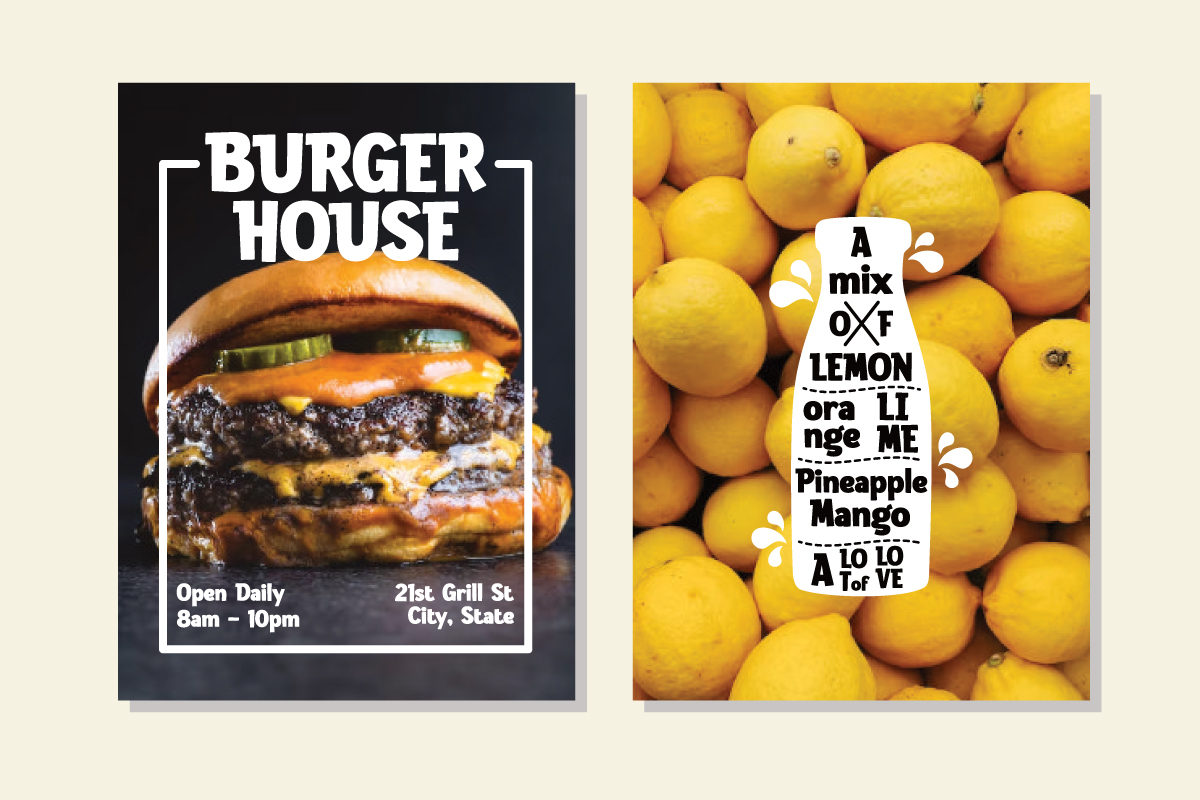 BURGER
HOUSE
Open Daily
8am - 10pm
21st Grill St
City, State
A
mix
OF
LEMON
ora
nge
LI
ME
Pineapple
Mango
A
LO
Tof
LO
VE